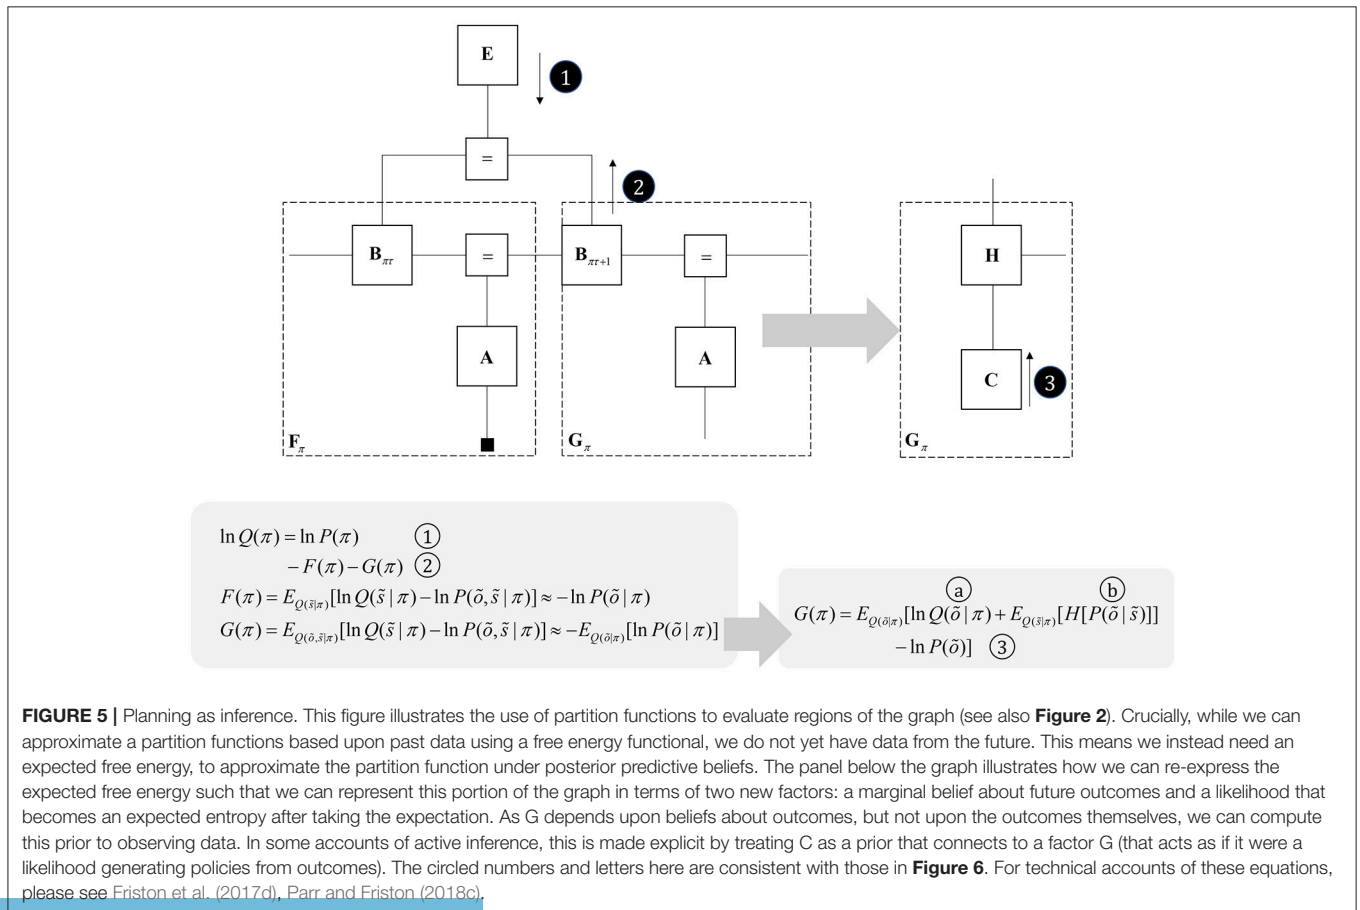 E
1
=
2
B_{πτ}
=
B_{πτ+1}
=
H
A
A
C
3
F_π
G_π
G_π
ln Q(π) = ln P(π) ①
− F(π) − G(π) ②
F(π) = E_{Q(s̃|π)}[ln Q(s̃ | π) − ln P(õ, s̃ | π)] ≈ − ln P(õ | π)
G(π) = E_{Q(õ,s̃|π)}[ln Q(s̃ | π) − ln P(õ, s̃ | π)] ≈ −E_{Q(õ|π)}[ln P(õ | π)]
ⓐ ⓑ
G(π) = E_{Q(õ|π)}[ln Q(õ | π) + E_{Q(s̃|π)}[H[P(õ | s̃)]]
− ln P(õ)] ③
FIGURE 5 | Planning as inference. This figure illustrates the use of partition functions to evaluate regions of the graph (see also Figure 2). Crucially, while we can
approximate a partition functions based upon past data using a free energy functional, we do not yet have data from the future. This means we instead need an
expected free energy, to approximate the partition function under posterior predictive beliefs. The panel below the graph illustrates how we can re-express the
expected free energy such that we can represent this portion of the graph in terms of two new factors: a marginal belief about future outcomes and a likelihood that
becomes an expected entropy after taking the expectation. As G depends upon beliefs about outcomes, but not upon the outcomes themselves, we can compute
this prior to observing data. In some accounts of active inference, this is made explicit by treating C as a prior that connects to a factor G (that acts as if it were a
likelihood generating policies from outcomes). The circled numbers and letters here are consistent with those in Figure 6. For technical accounts of these equations,
please see Friston et al. (2017d), Parr and Friston (2018c).